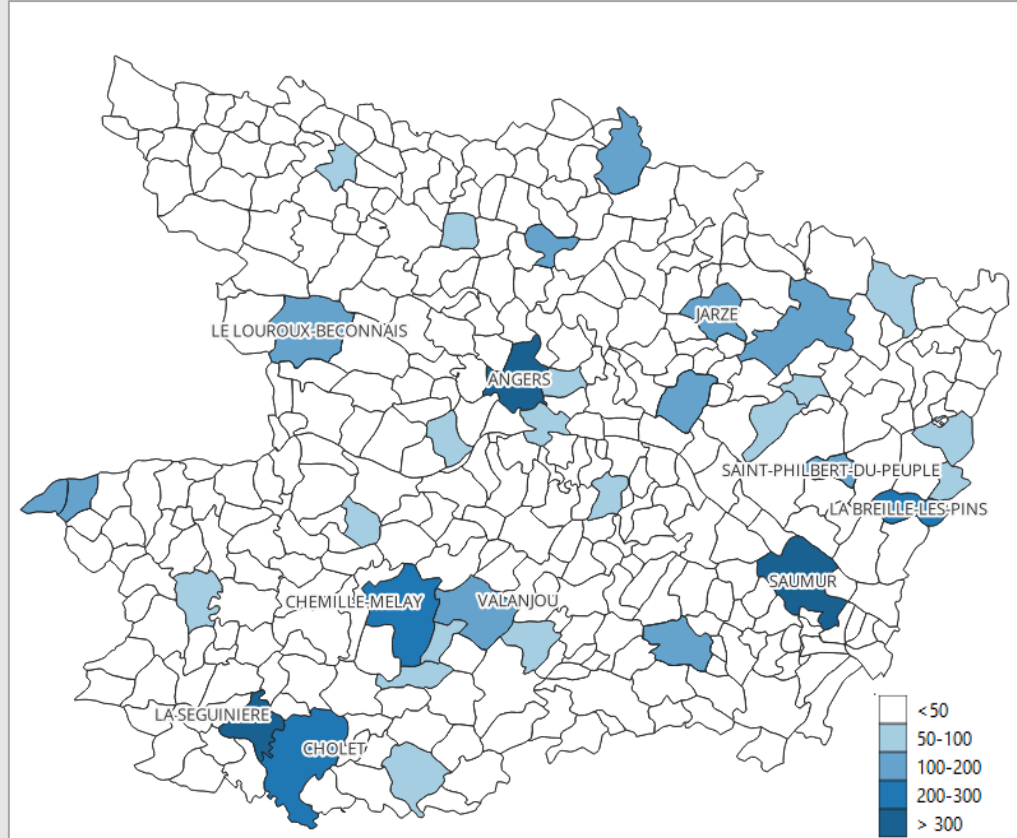 LE LOUROUX-BECONNAIS
JARZE
ANGERS
SAINT-PHILBERT-DU-PEUPLE
LA BREILLE-LES-PINS
SAUMUR
CHEMILLE-MELAY
VALANJOU
LA SEGUINIERE
CHOLET
<50
50-100
100-200
200-300
> 300